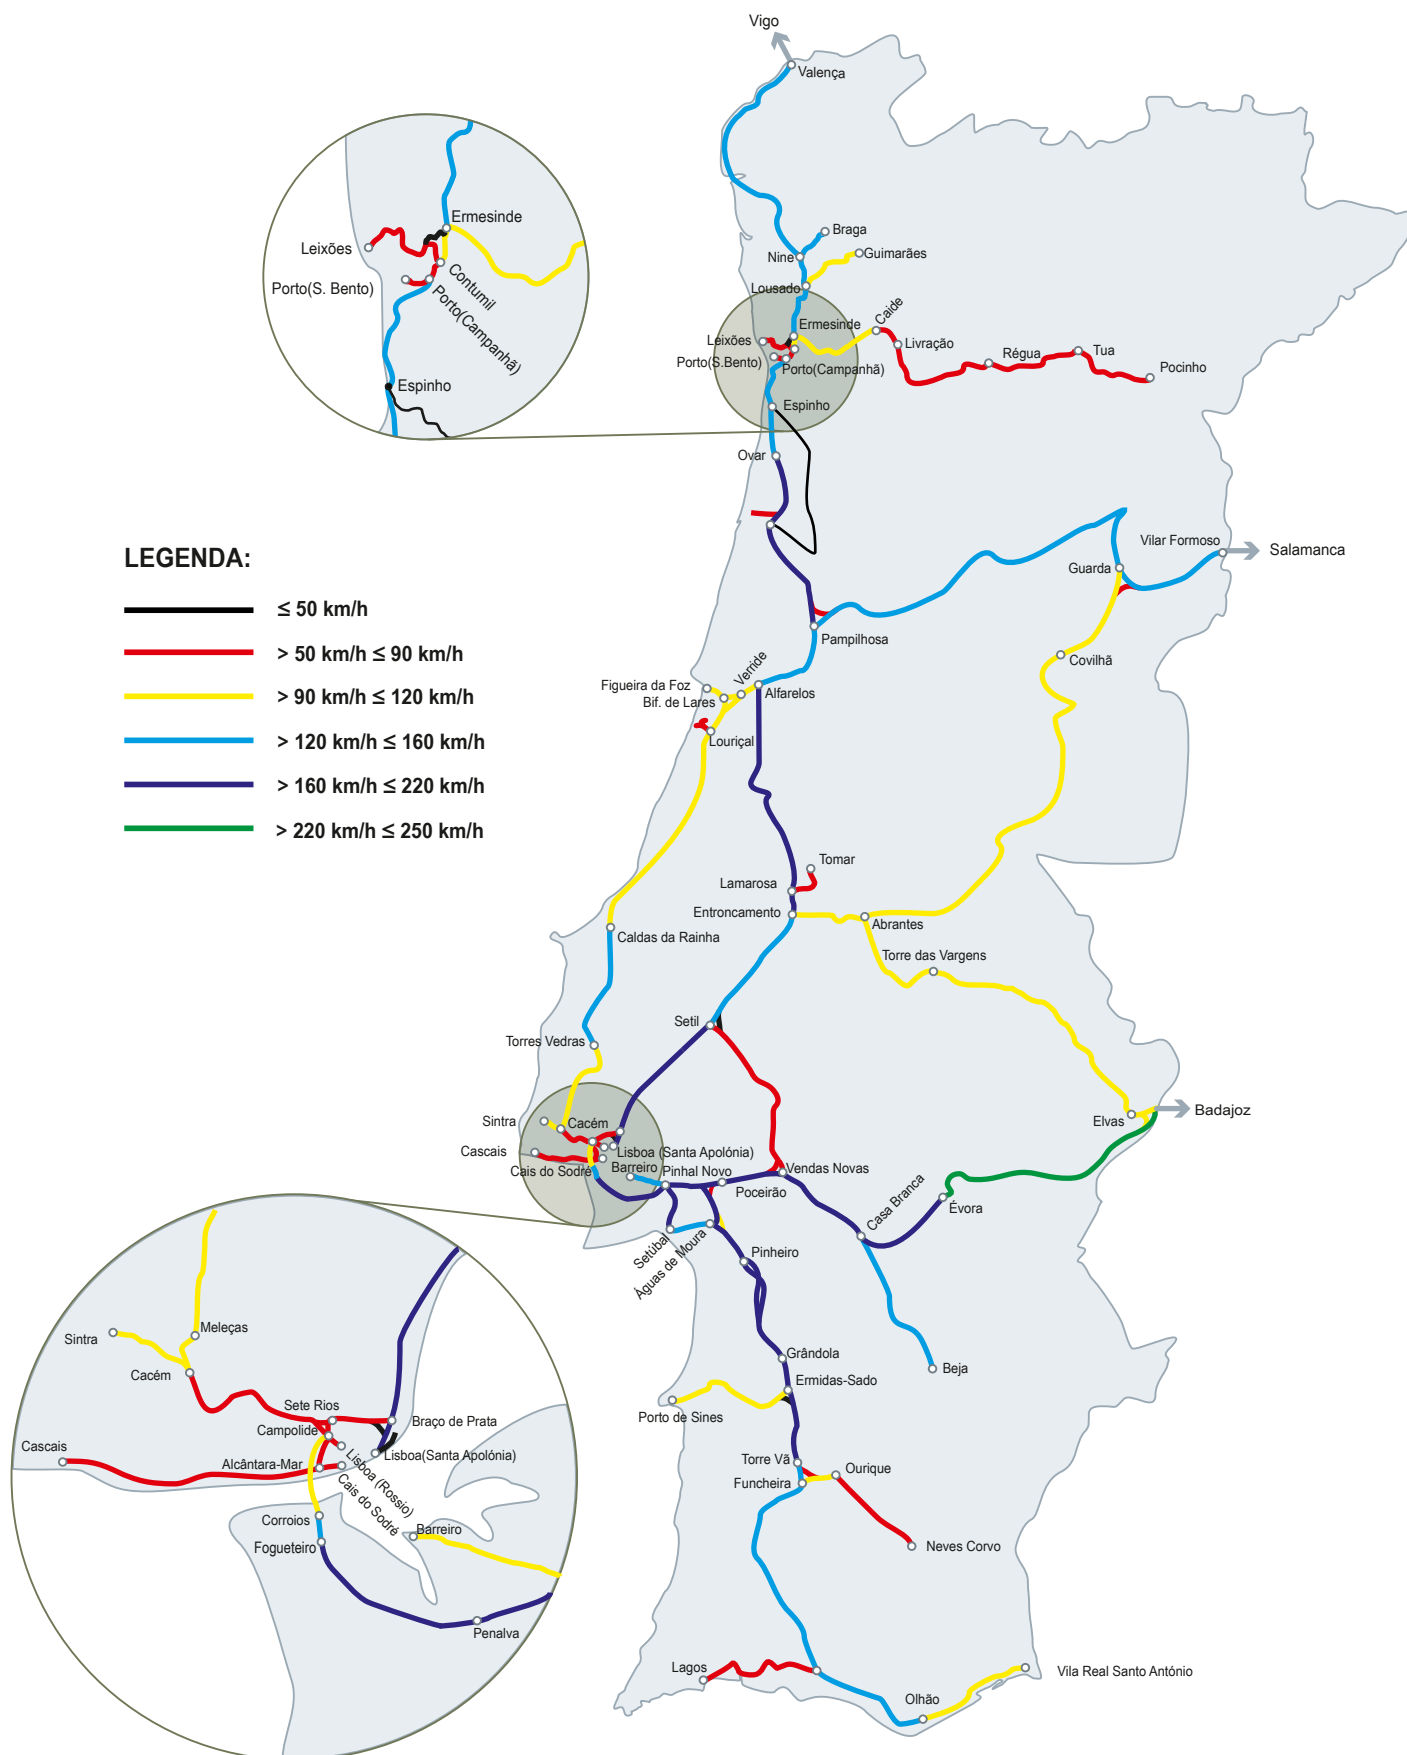 Vigo
Valença
Braga
Nine
Guimarães
Lousado
Ermesinde
Caide
Leixões
Livração
Régua
Tua
Porto(S.Bento)
Porto(Campanhã)
Pocinho
Espinho
Ovar
Ermesinde
Leixões
Contumil
Porto(S. Bento)
Porto(Campanhã)
Espinho
Vilar Formoso
Salamanca
Guarda
Pampilhosa
Covilhã
LEGENDA:
≤ 50 km/h
> 50 km/h ≤ 90 km/h
> 90 km/h ≤ 120 km/h
> 120 km/h ≤ 160 km/h
> 160 km/h ≤ 220 km/h
> 220 km/h ≤ 250 km/h
Verride
Figueira da Foz
Bif. de Lares
Alfarelos
Louriçal
Tomar
Lamarosa
Entroncamento
Abrantes
Caldas da Rainha
Torre das Vargens
Setil
Torres Vedras
Elvas
Badajoz
Sintra
Cacém
Cascais
Lisboa (Santa Apolónia)
Cais do Sodré
Barreiro
Pinhal Novo
Vendas Novas
Poceirão
Casa Branca
Évora
Setúbal
Águas de Moura
Pinheiro
Grândola
Beja
Ermidas-Sado
Porto de Sines
Torre Vã
Ourique
Funcheira
Neves Corvo
Lagos
Olhão
Vila Real Santo António
Sintra
Meleças
Cacém
Sete Rios
Campolide
Braço de Prata
Cascais
Alcântara-Mar
Lisboa(Santa Apolónia)
Lisboa (Rossio)
Cais do Sodré
Corroios
Barreiro
Fogueteiro
Penalva